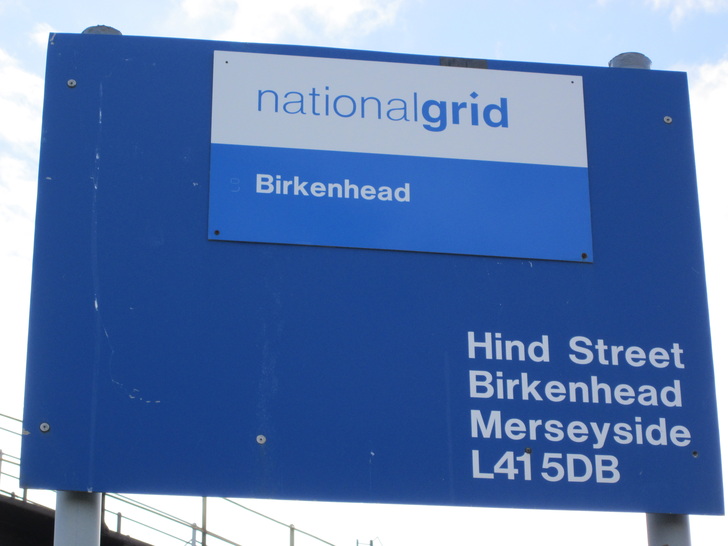 nationalgrid
Birkenhead
Hind Street
Birkenhead
Merseyside
L41 5DB